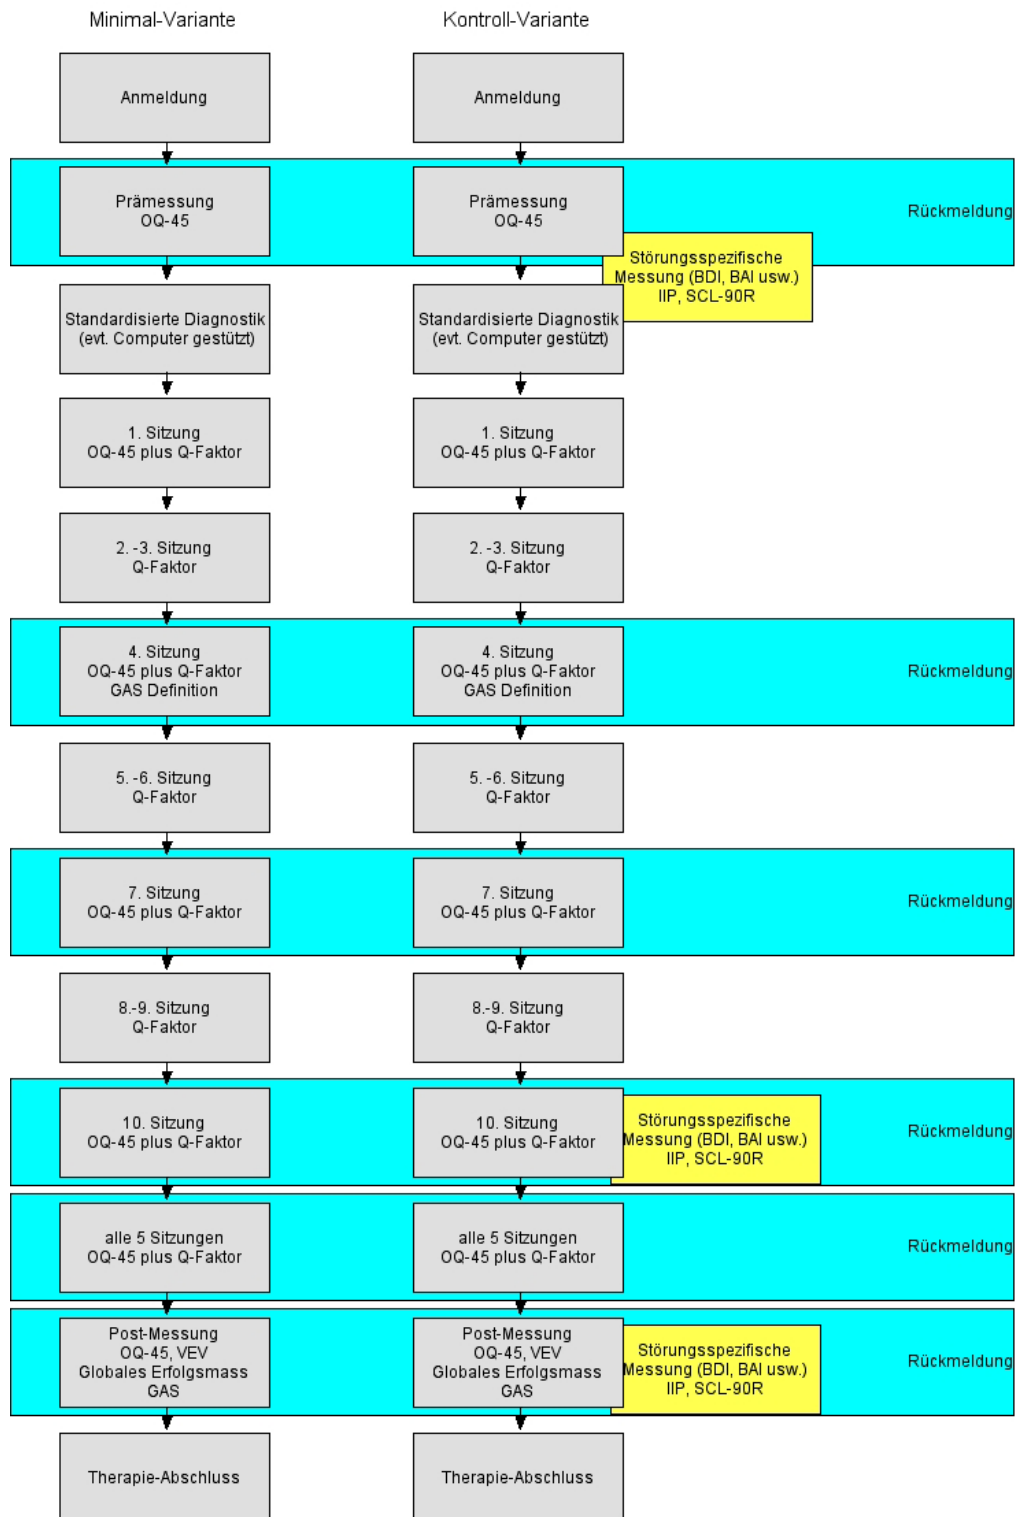 Minimal-Variante
Kontroll-Variante
Anmeldung
Anmeldung
Prämessung
OQ-45
Prämessung
OQ-45
Rückmeldung
Störungsspezifische
Messung (BDI, BAI usw.)
IIP, SCL-90R
Standardisierte Diagnostik
(evt. Computer gestützt)
Standardisierte Diagnostik
(evt. Computer gestützt)
1. Sitzung
OQ-45 plus Q-Faktor
1. Sitzung
OQ-45 plus Q-Faktor
2. -3. Sitzung
Q-Faktor
2. -3. Sitzung
Q-Faktor
4. Sitzung
OQ-45 plus Q-Faktor
GAS Definition
4. Sitzung
OQ-45 plus Q-Faktor
GAS Definition
Rückmeldung
5. -6. Sitzung
Q-Faktor
5. -6. Sitzung
Q-Faktor
7. Sitzung
OQ-45 plus Q-Faktor
7. Sitzung
OQ-45 plus Q-Faktor
Rückmeldung
8.-9. Sitzung
Q-Faktor
8.-9. Sitzung
Q-Faktor
10. Sitzung
OQ-45 plus Q-Faktor
10. Sitzung
OQ-45 plus Q-Faktor
Störungsspezifische
Messung (BDI, BAI usw.)
IIP, SCL-90R
Rückmeldung
alle 5 Sitzungen
OQ-45 plus Q-Faktor
alle 5 Sitzungen
OQ-45 plus Q-Faktor
Rückmeldung
Post-Messung
OQ-45, VEV
Globales Erfolgsmass
GAS
Post-Messung
OQ-45, VEV
Globales Erfolgsmass
GAS
Störungsspezifische
Messung (BDI, BAI usw.)
IIP, SCL-90R
Rückmeldung
Therapie-Abschluss
Therapie-Abschluss